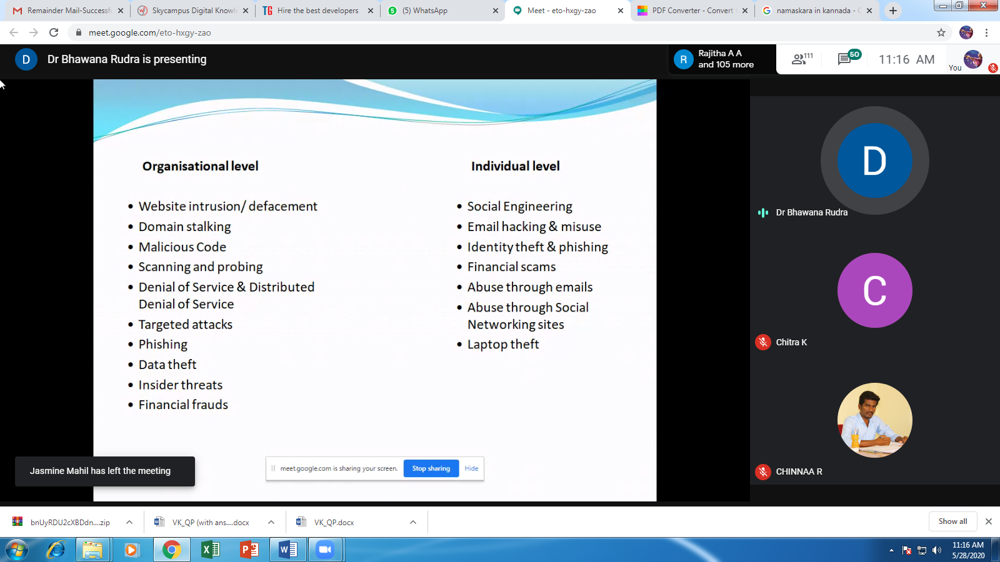 Remainder Mail-Successf
Skycampus Digital Knowle
TG Hire the best developers
(5) WhatsApp
Meet - eto-hxgy-zao
PDF Converter - Convert
namaskara in kannada -
meet.google.com/eto-hxgy-zao
D Dr Bhawana Rudra is presenting
R Rajitha A A
and 105 more
111
50
11:16 AM
You
Organisational level
• Website intrusion/ defacement
• Domain stalking
• Malicious Code
• Scanning and probing
• Denial of Service & Distributed
Denial of Service
• Targeted attacks
• Phishing
• Data theft
• Insider threats
• Financial frauds
Individual level
• Social Engineering
• Email hacking & misuse
• Identity theft & phishing
• Financial scams
• Abuse through emails
• Abuse through Social
Networking sites
• Laptop theft
D
Dr Bhawana Rudra
C
Chitra K
CHINNAA R
Jasmine Mahil has left the meeting
meet.google.com is sharing your screen. Stop sharing Hide
bnUyRDU2cXBDdn....zip
VK_QP (with ans....docx
VK_QP.docx
Show all
11:16 AM
5/28/2020